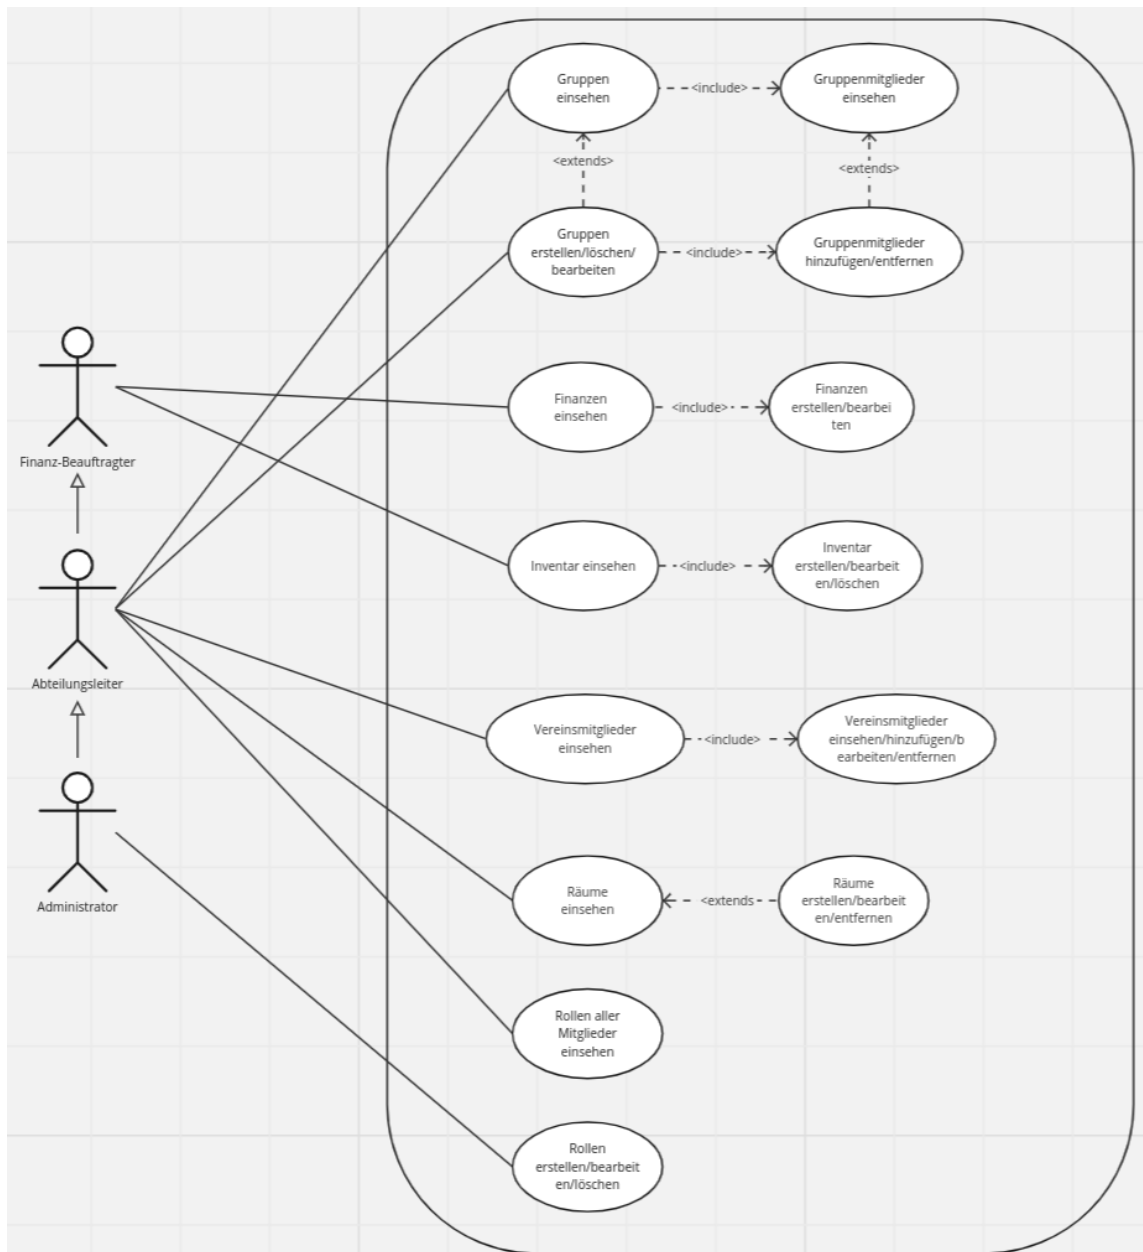 Gruppen
einsehen
<include>
Gruppenmitglieder
einsehen
<extends>
<extends>
Gruppen
erstellen/löschen/
bearbeiten
<include>
Gruppenmitglieder
hinzufügen/entfernen
Finanz-Beauftragter
Finanzen
einsehen
<include>
Finanzen
erstellen/bearbei
ten
Inventar einsehen
<include>
Inventar
erstellen/bearbeit
en/löschen
Abteilungsleiter
Vereinsmitglieder
einsehen
<include>
Vereinsmitglieder
einsehen/hinzufügen/b
earbeiten/entfernen
Administrator
Räume
einsehen
<extends
Räume
erstellen/bearbeit
en/entfernen
Rollen aller
Mitglieder
einsehen
Rollen
erstellen/bearbeit
en/löschen